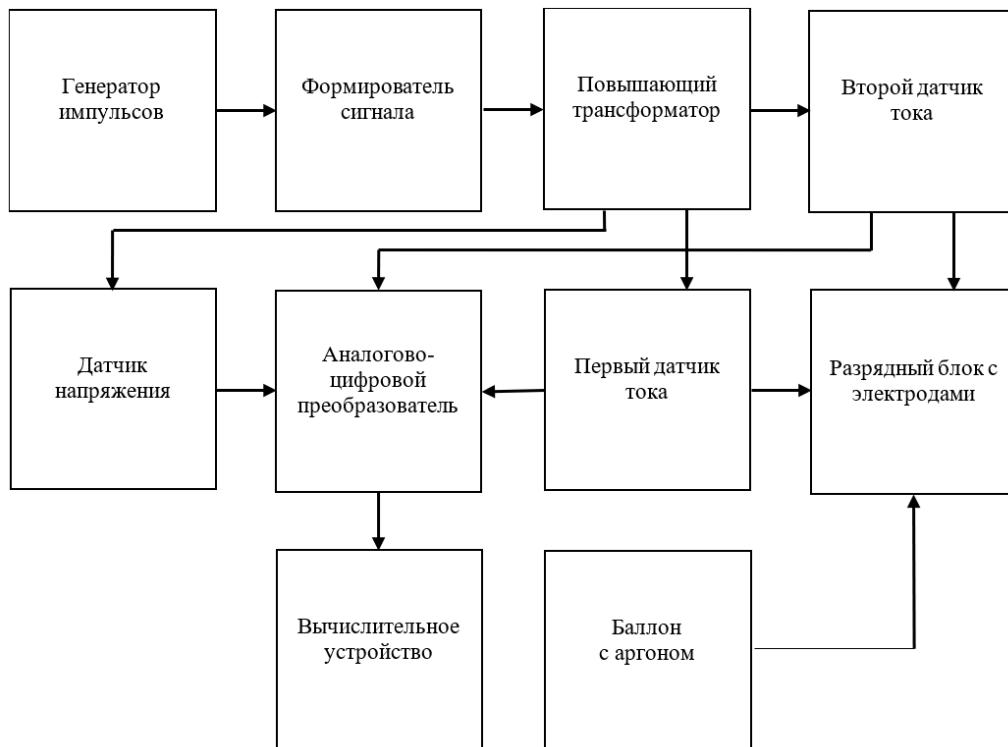 Генератор
импульсов
Формирователь
сигнала
Повышающий
трансформатор
Второй датчик
тока
Датчик
напряжения
Аналогово-
цифровой
преобразователь
Первый датчик
тока
Разрядный блок с
электродами
Вычислительное
устройство
Баллон
с аргоном